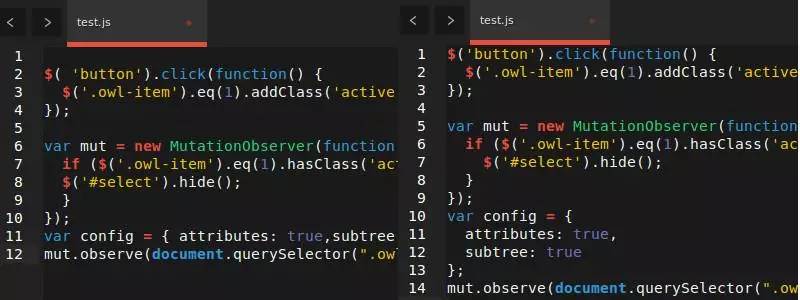 test.js
1
2 $( 'button').click(function() {
3 $('.owl-item').eq(1).addClass('active
4 });
5
6 var mut = new MutationObserver(function
7 if ($('.owl-item').eq(1).hasClass('ac
8 $('#select').hide();
9 }
10 });
11 var config = { attributes: true,subtree
12 mut.observe(document.querySelector(".ow
test.js
1 $('button').click(function() {
2 $('.owl-item').eq(1).addClass('active
3 });
4
5 var mut = new MutationObserver(function
6 if ($('.owl-item').eq(1).hasClass('ac
7 $('#select').hide();
8 }
9 });
10 var config = {
11 attributes: true,
12 subtree: true
13 };
14 mut.observe(document.querySelector(".ow